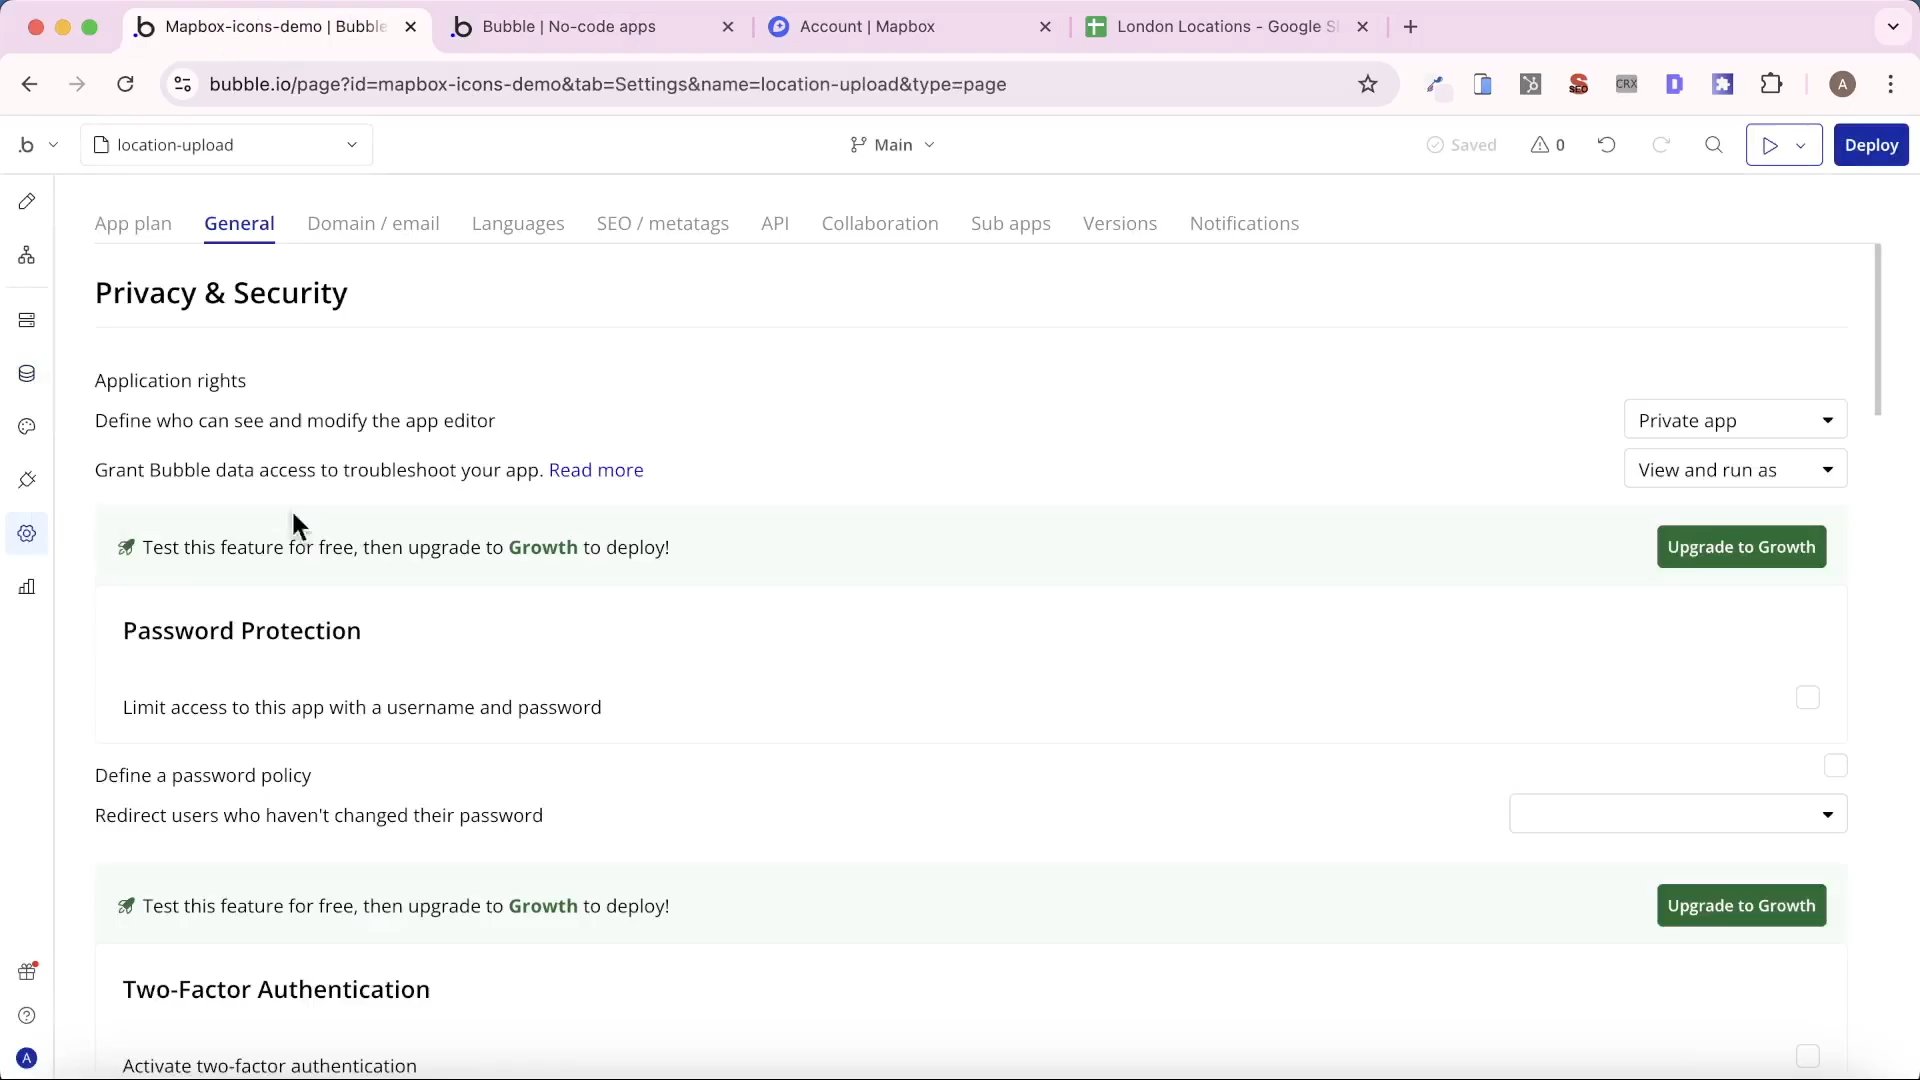 Mapbox-icons-demo | Bubble
Bubble | No-code apps
Account | Mapbox
London Locations - Google S
bubble.io/page?id=mapbox-icons-demo&tab=Settings&name=location-upload&type=page
SEO
CRX
A
location-upload
Main
Saved
0
Deploy
App plan
General
Domain / email
Languages
SEO / metatags
API
Collaboration
Sub apps
Versions
Notifications
Privacy & Security
Application rights
Define who can see and modify the app editor
Private app
Grant Bubble data access to troubleshoot your app. Read more
View and run as
Test this feature for free, then upgrade to Growth to deploy!
Upgrade to Growth
Password Protection
Limit access to this app with a username and password
Define a password policy
Redirect users who haven't changed their password
Test this feature for free, then upgrade to Growth to deploy!
Upgrade to Growth
Two-Factor Authentication
Activate two-factor authentication
A